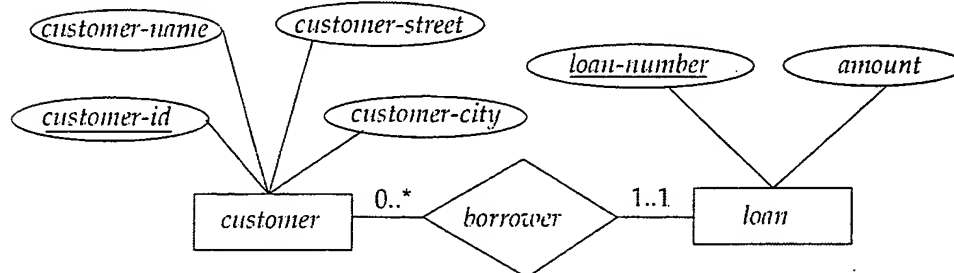 customer-name
customer-street
customer-id
customer-city
loan-number
amount
customer
0..*
borrower
1..1
loan